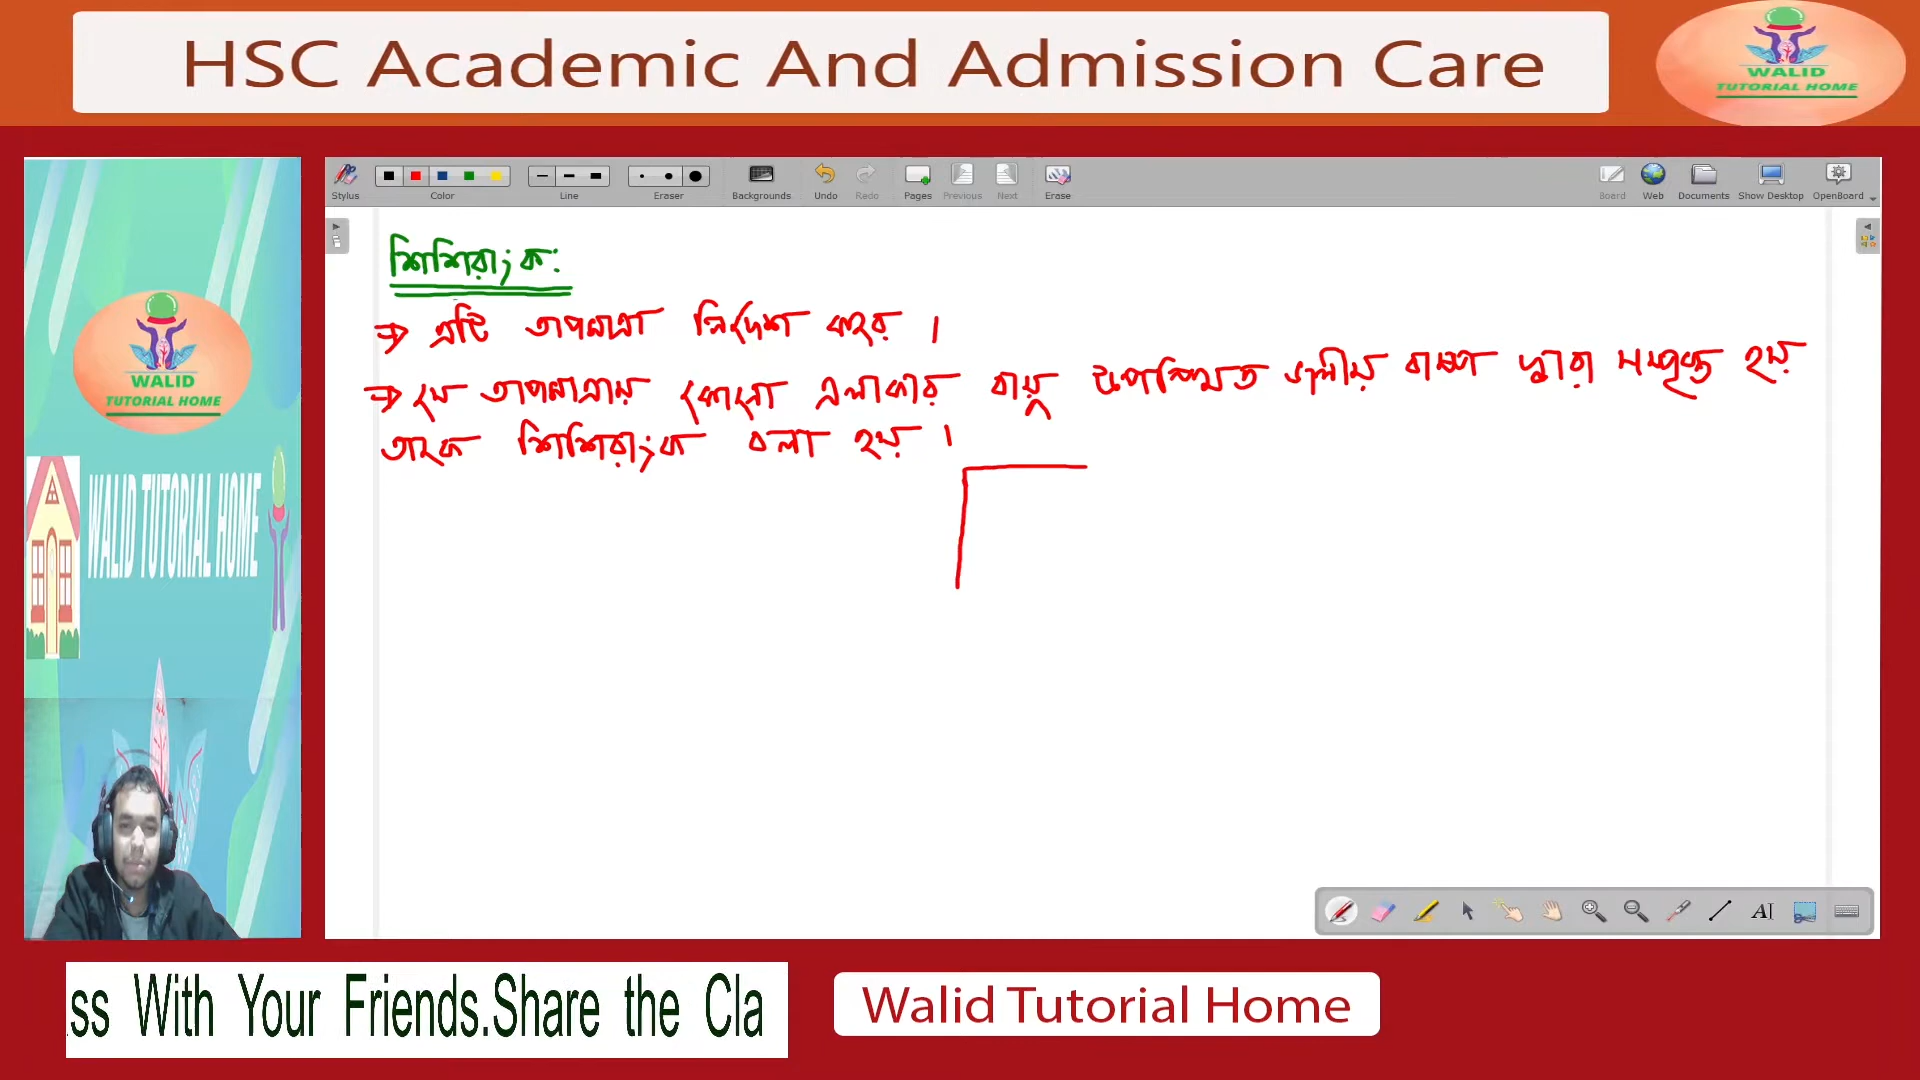 HSC Academic And Admission Care
WALID
TUTORIAL HOME
Stylus
Color
Line
Eraser
Backgrounds
Undo
Redo
Pages
Previous
Next
Erase
Board
Web
Documents
Show Desktop
OpenBoard
শিশিরাংক:
⇒ এটি তাপমাত্রা নির্দেশ করে ।
⇒ যে তাপমাত্রায় কোনো এলাকার বায়ু উপস্থিত জলীয় বাষ্প দ্বারা সম্পৃক্ত হয়
তাকে শিশিরাংক বলা হয় ।
WALID
TUTORIAL HOME
WALID TUTORIAL HOME
AI
ss With Your Friends.Share the Cla
Walid Tutorial Home